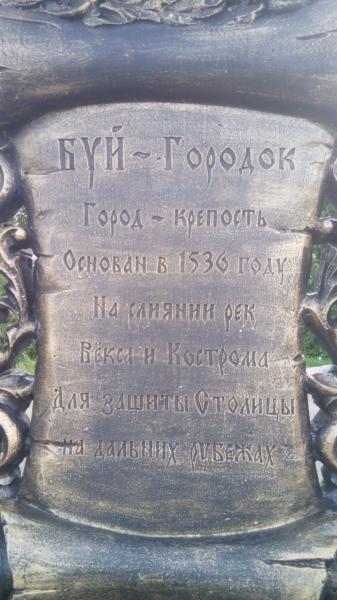 Буй - Городок
Город - крепость
Основан в 1536 году
На слиянии рек
Вёкса и Кострома
Для защиты Столицы
на дальних рубежах